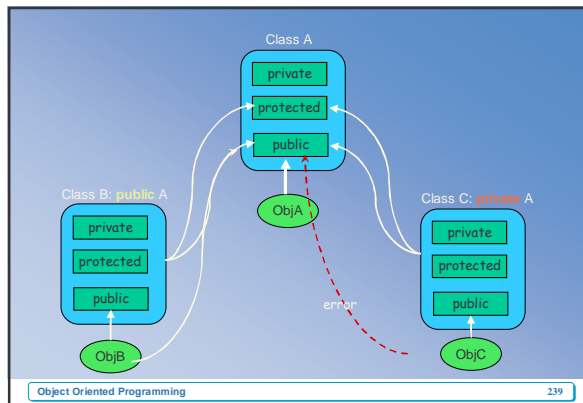 Class A
private
protected
public
Class B: public A
private
protected
public
ObjA
Class C: private A
private
protected
public
error
ObjB
ObjC
Object Oriented Programming
239